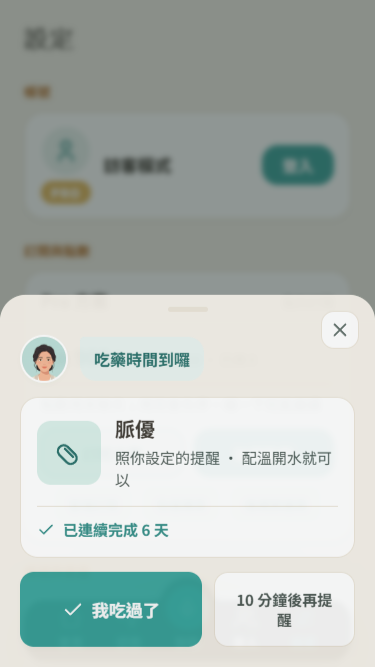 設定
訪客模式
登入
吃藥時間到囉
脈優
照你設定的提醒 · 配溫開水就可
以
已連續完成 6 天
我吃過了
10 分鐘後再提
醒